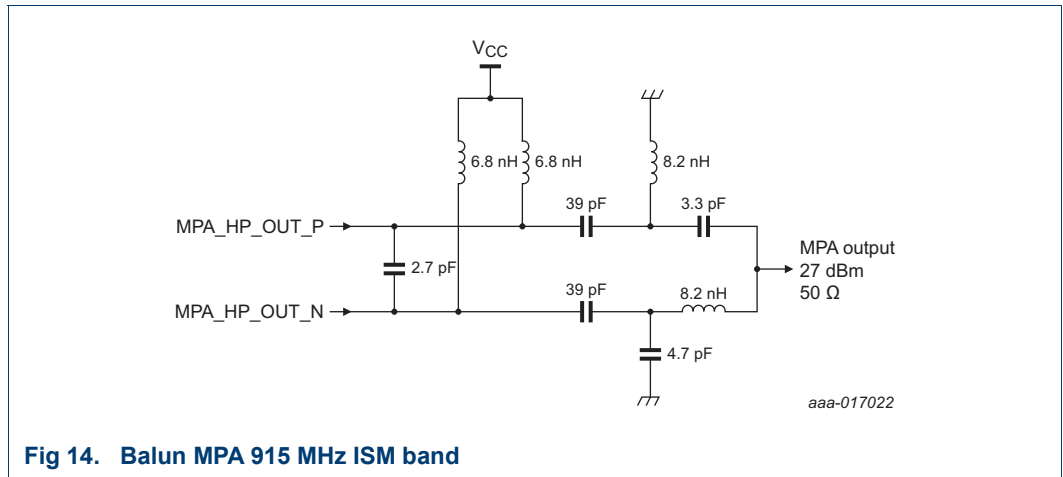 VCC
6.8 nH 6.8 nH 8.2 nH
39 pF 3.3 pF
MPA_HP_OUT_P
MPA output
27 dBm
50 Ω
2.7 pF
39 pF 8.2 nH
MPA_HP_OUT_N
4.7 pF
aaa-017022
Fig 14. Balun MPA 915 MHz ISM band